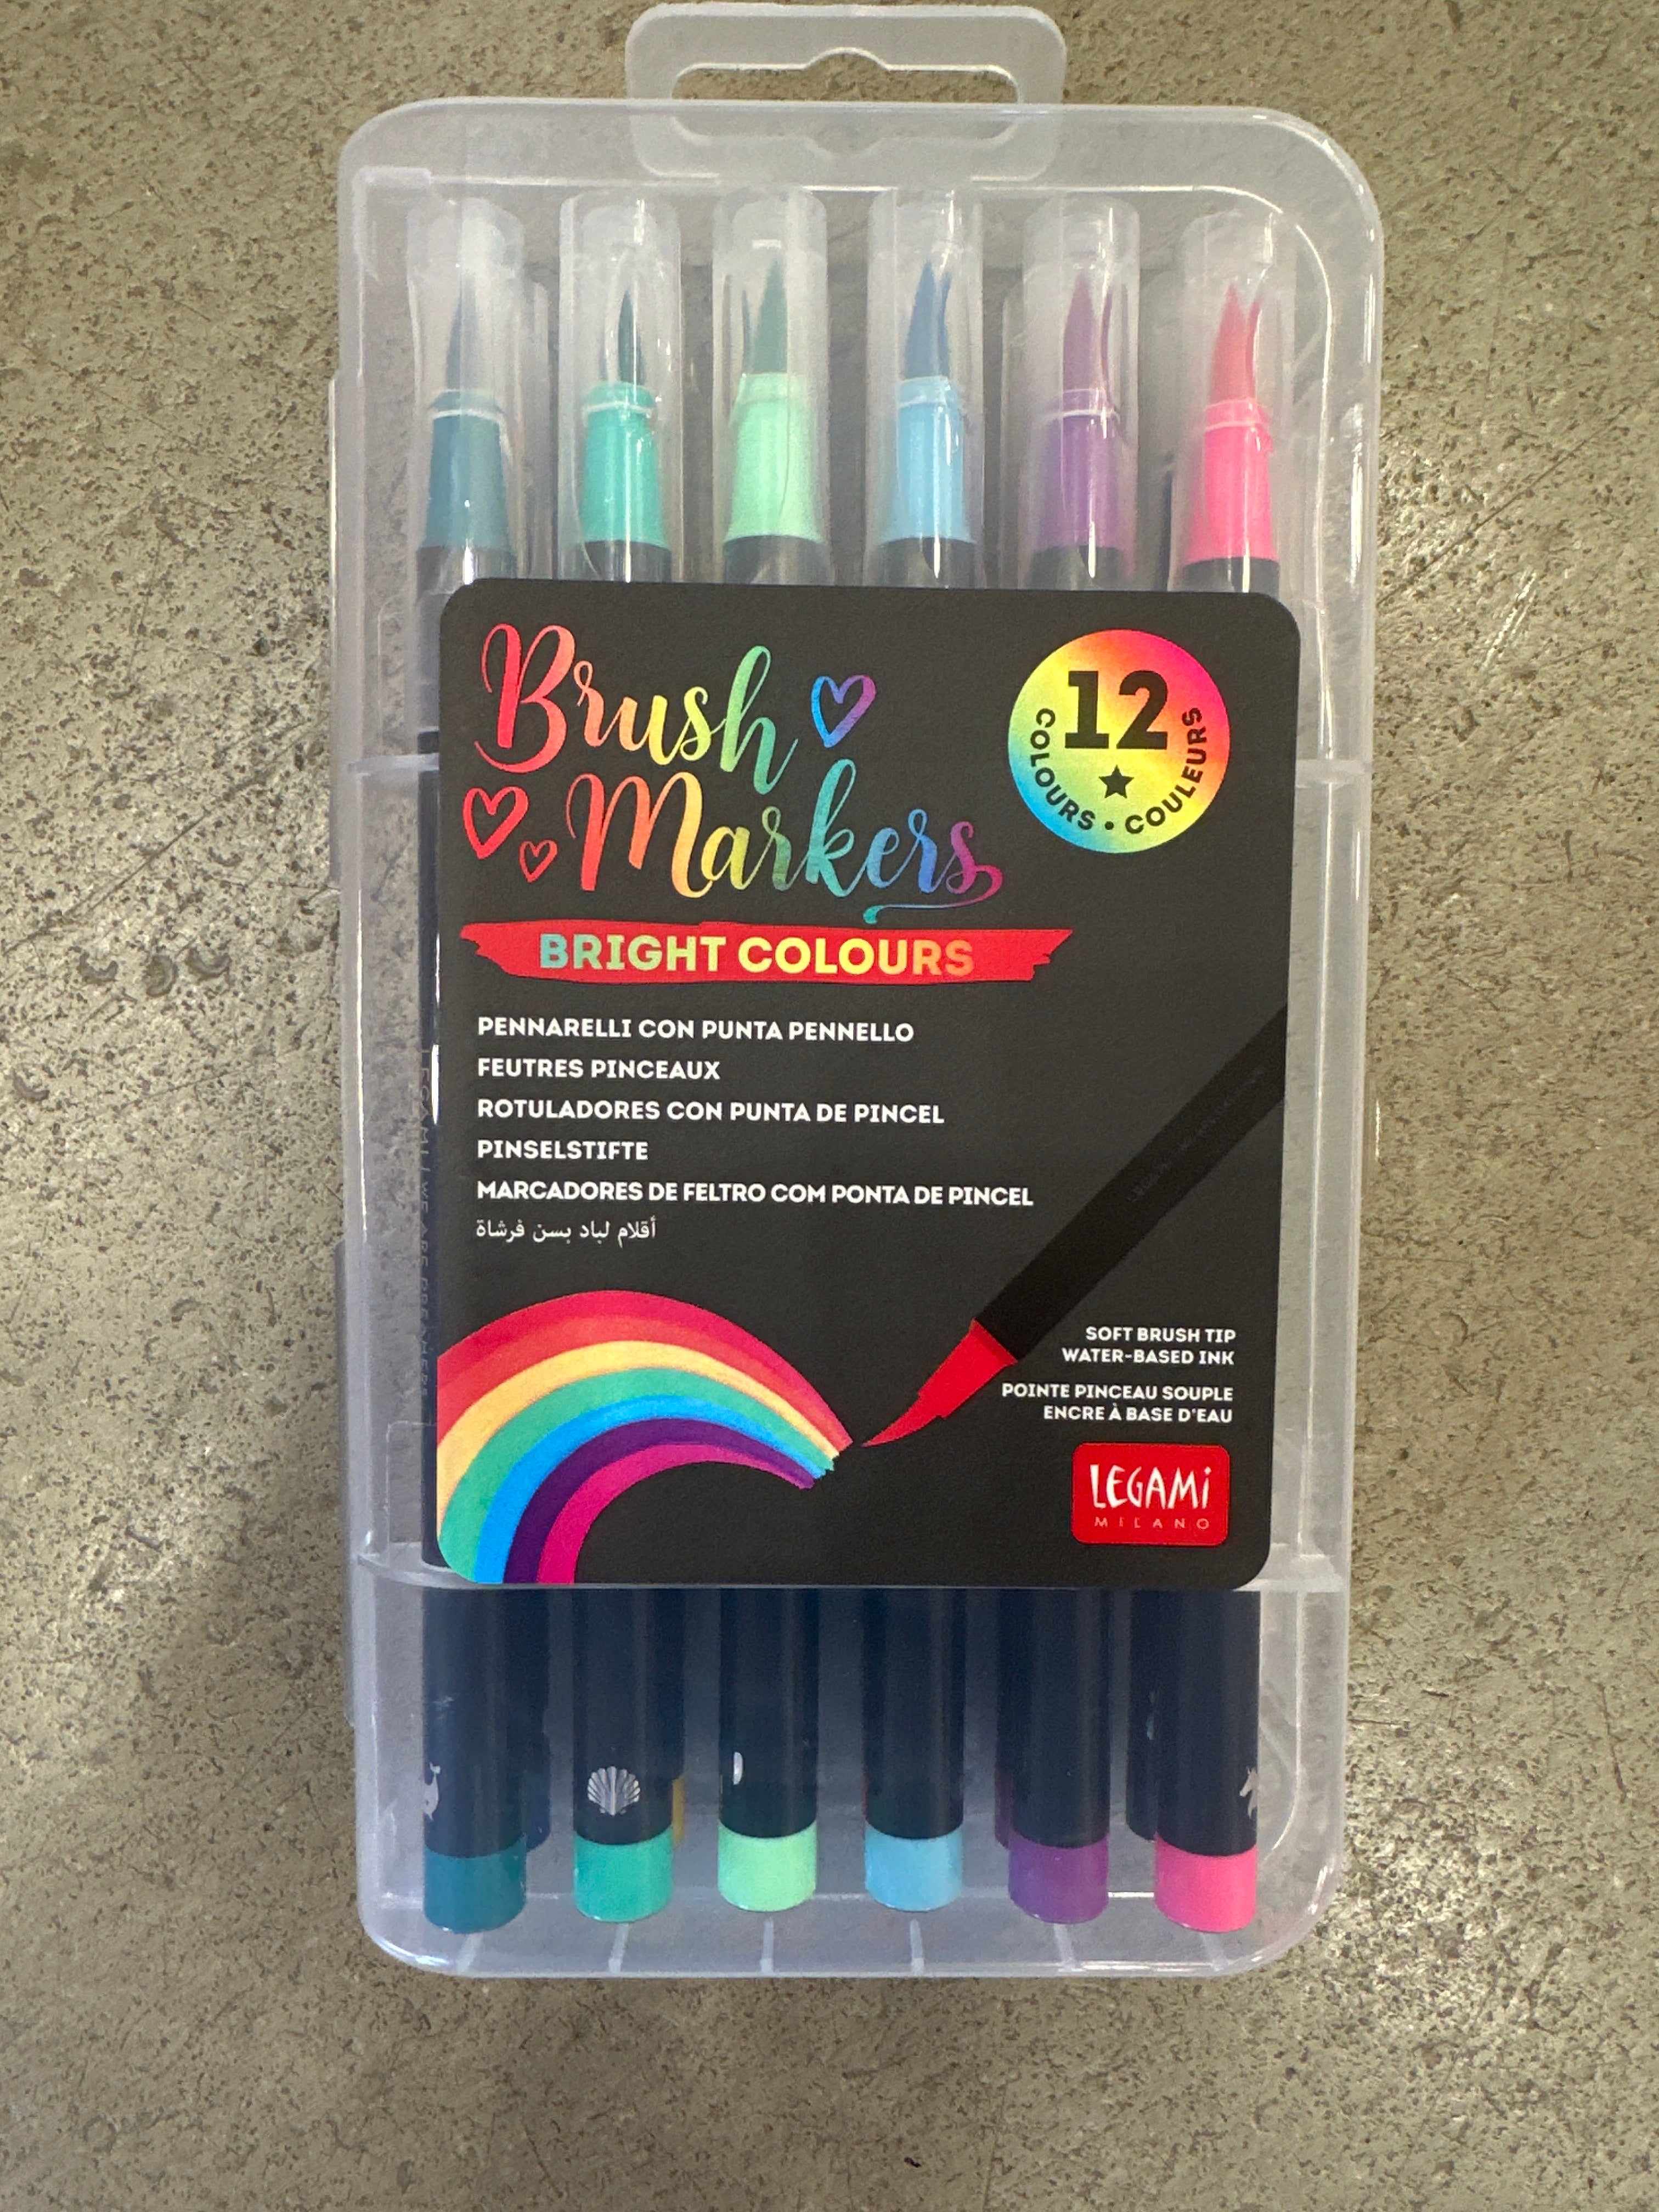 Brush
Markers
12
COLOURS • COULEURS
BRIGHT COLOURS
PENNARELLI CON PUNTA PENNELLO
FEUTRES PINCEAUX
ROTULADORES CON PUNTA DE PINCEL
PINSELSTIFTE
MARCADORES DE FELTRO COM PONTA DE PINCEL
أقلام لباد بسن فرشاة
SOFT BRUSH TIP
WATER-BASED INK
POINTE PINCEAU SOUPLE
ENCRE À BASE D'EAU
LEGAMI
MILANO